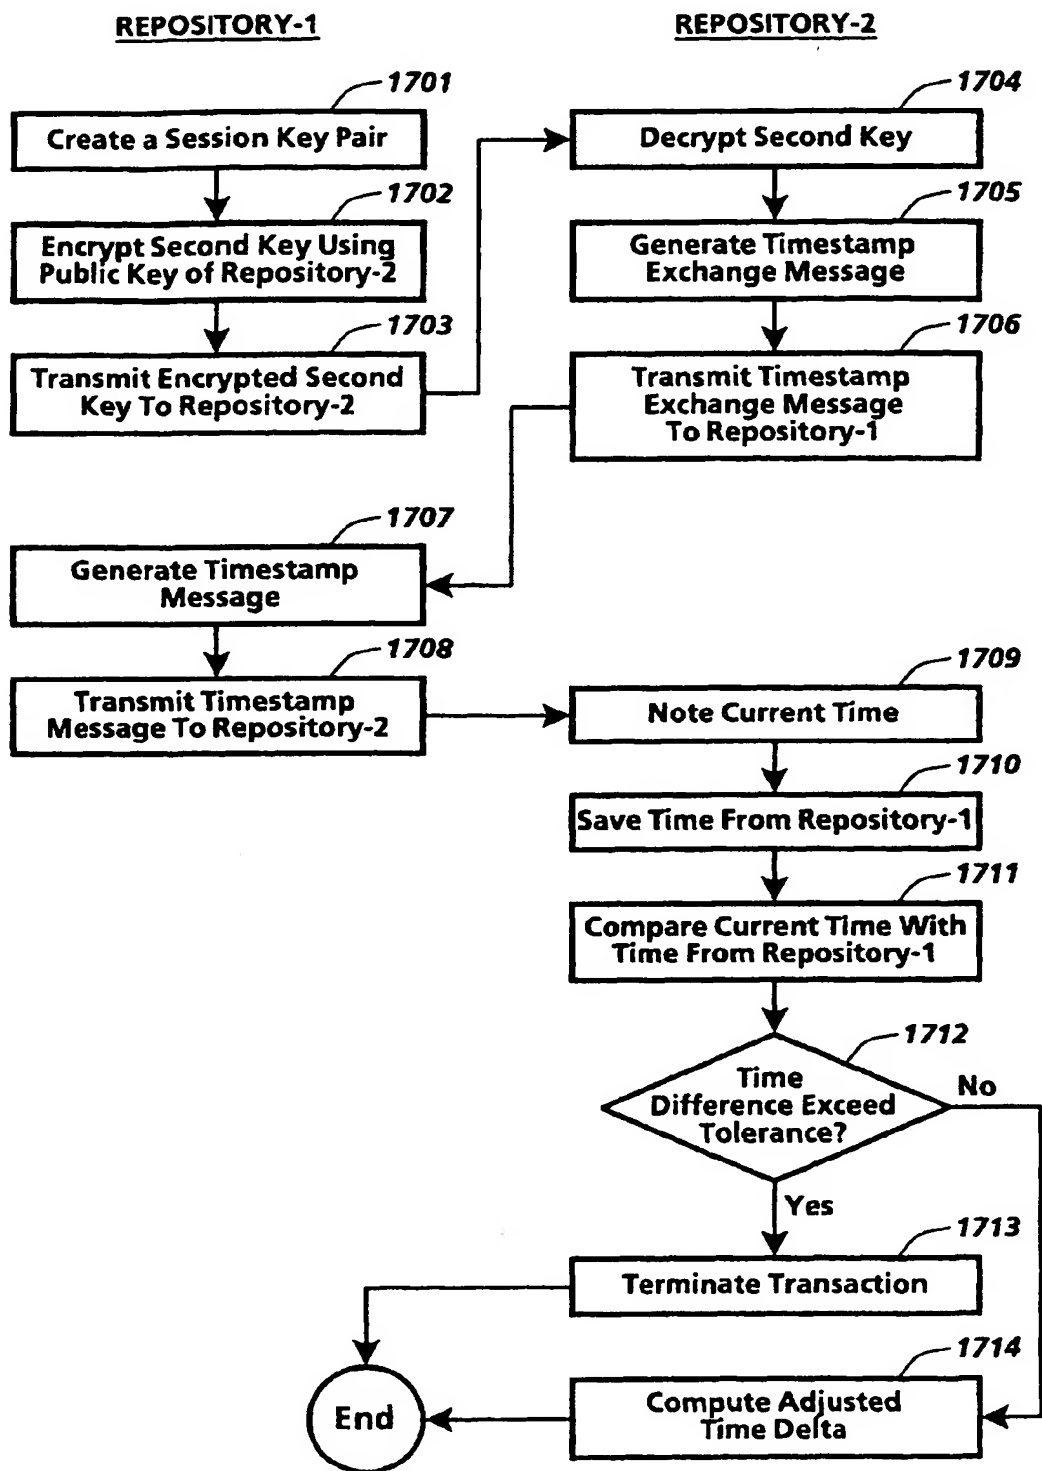 REPOSITORY-1
REPOSITORY-2
1701
Create a Session Key Pair
1702
Encrypt Second Key Using
Public Key of Repository-2
1703
Transmit Encrypted Second
Key To Repository-2
1704
Decrypt Second Key
1705
Generate Timestamp
Exchange Message
1706
Transmit Timestamp
Exchange Message
To Repository-1
1707
Generate Timestamp
Message
1708
Transmit Timestamp
Message To Repository-2
1709
Note Current Time
1710
Save Time From Repository-1
1711
Compare Current Time With
Time From Repository-1
1712
Time
Difference Exceed
Tolerance?
No
Yes
1713
Terminate Transaction
1714
Compute Adjusted
Time Delta
End